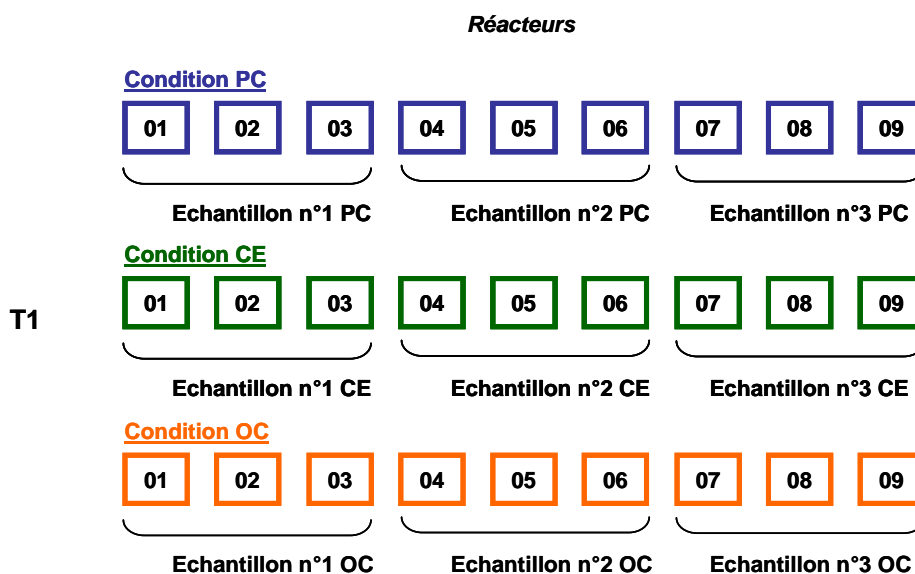 Réacteurs
Condition PC
01 02 03 04 05 06 07 08 09
Echantillon n°1 PC Echantillon n°2 PC Echantillon n°3 PC
Condition CE
T1
01 02 03 04 05 06 07 08 09
Echantillon n°1 CE Echantillon n°2 CE Echantillon n°3 CE
Condition OC
01 02 03 04 05 06 07 08 09
Echantillon n°1 OC Echantillon n°2 OC Echantillon n°3 OC